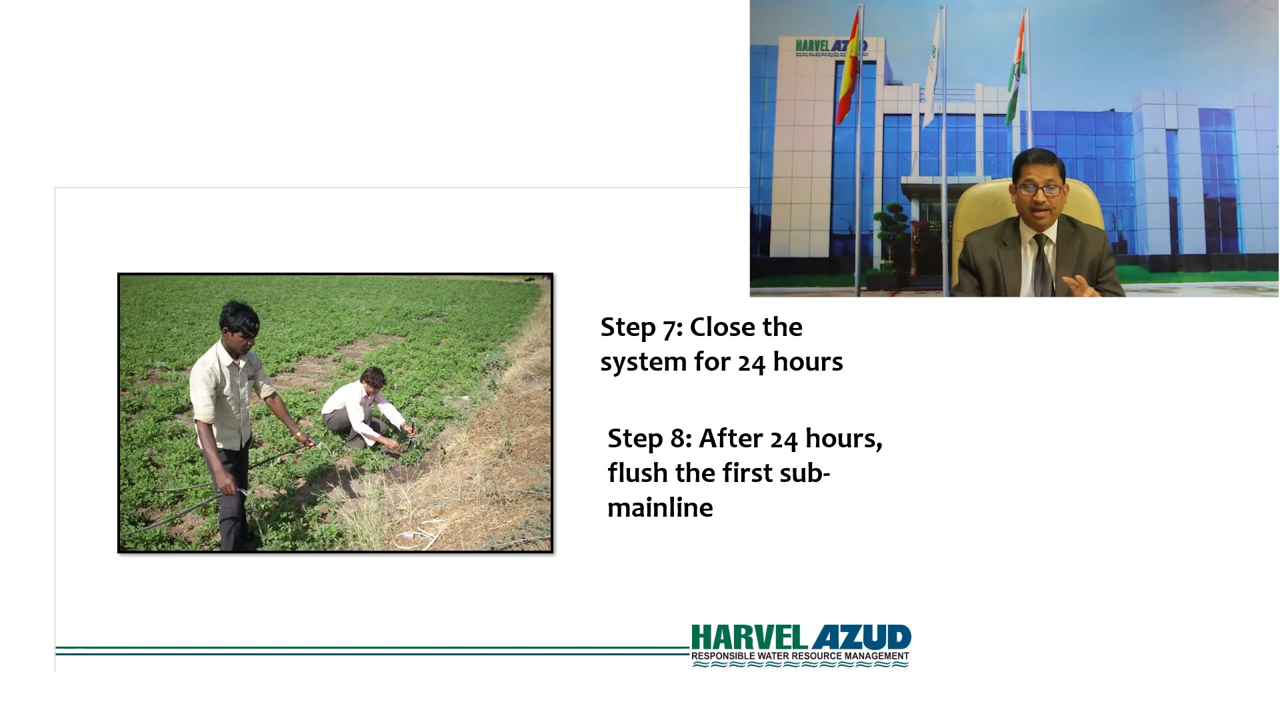 HARVEL AZUD
Step 7: Close the
system for 24 hours
Step 8: After 24 hours,
flush the first sub-
mainline
HARVEL AZUD
RESPONSIBLE WATER RESOURCE MANAGEMENT